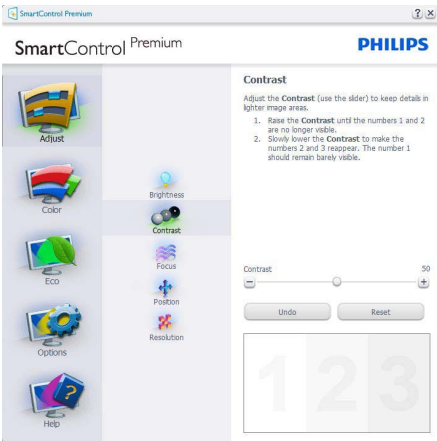 SmartControl Premium
SmartControl Premium
PHILIPS
Adjust
Color
Eco
Options
Help
Brightness
Contrast
Focus
Position
Resolution
Contrast
Adjust the Contrast (use the slider) to keep details in
lighter image areas.
1. Raise the Contrast until the numbers 1 and 2
are no longer visible.
2. Slowly lower the Contrast to make the
numbers 2 and 3 reappear. The number 1
should remain barely visible.
Contrast 50
Undo Reset
1 2 3